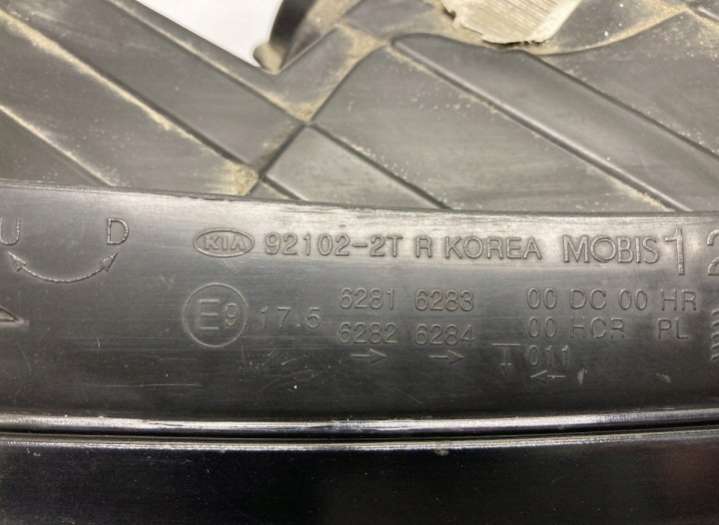 U D
KIA 92102-2T R KOREA MOBIS 1 2
E9 17.5 6281 6283 00 DC 00 HR
6282 6284 00 HCR PL
011